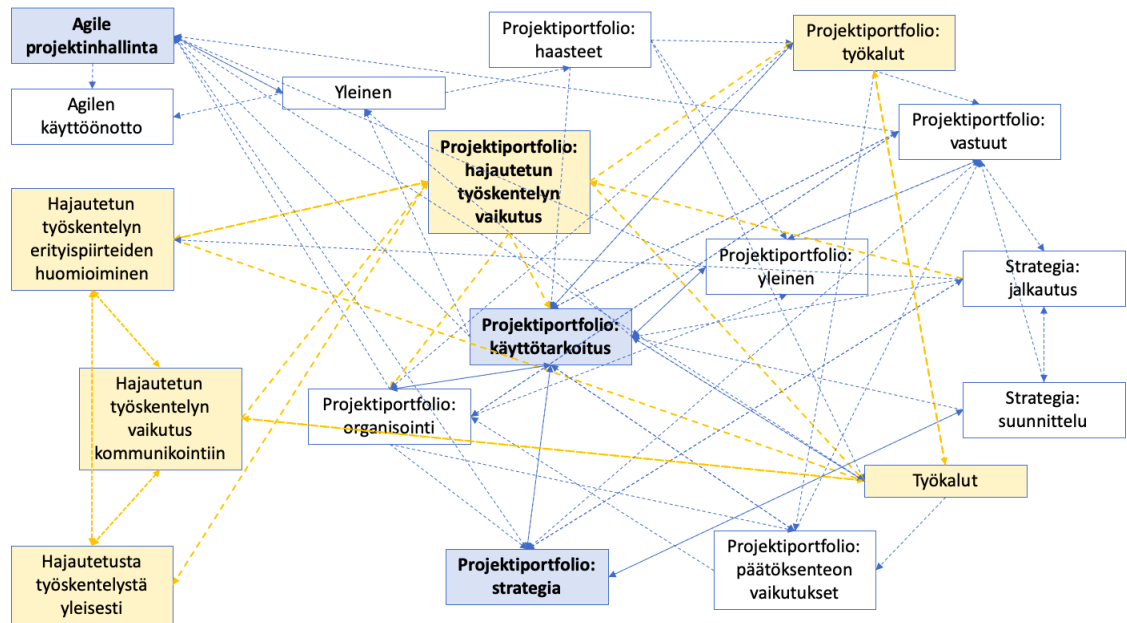 Agile
projektinhallinta
Projektiportfolio:
haasteet
Projektiportfolio:
työkalut
Agilen
käyttöönotto
Yleinen
Projektiportfolio:
vastuut
Projektiportfolio:
hajautetun
työskentelyn
vaikutus
Hajautetun
työskentelyn
erityispiirteiden
huomioiminen
Projektiportfolio:
yleinen
Strategia:
jalkautus
Projektiportfolio:
käyttötarkoitus
Hajautetun
työskentelyn
vaikutus
kommunikointiin
Projektiportfolio:
organisointi
Strategia:
suunnittelu
Työkalut
Hajautetusta
työskentelystä
yleisesti
Projektiportfolio:
strategia
Projektiportfolio:
päätöksenteon
vaikutukset